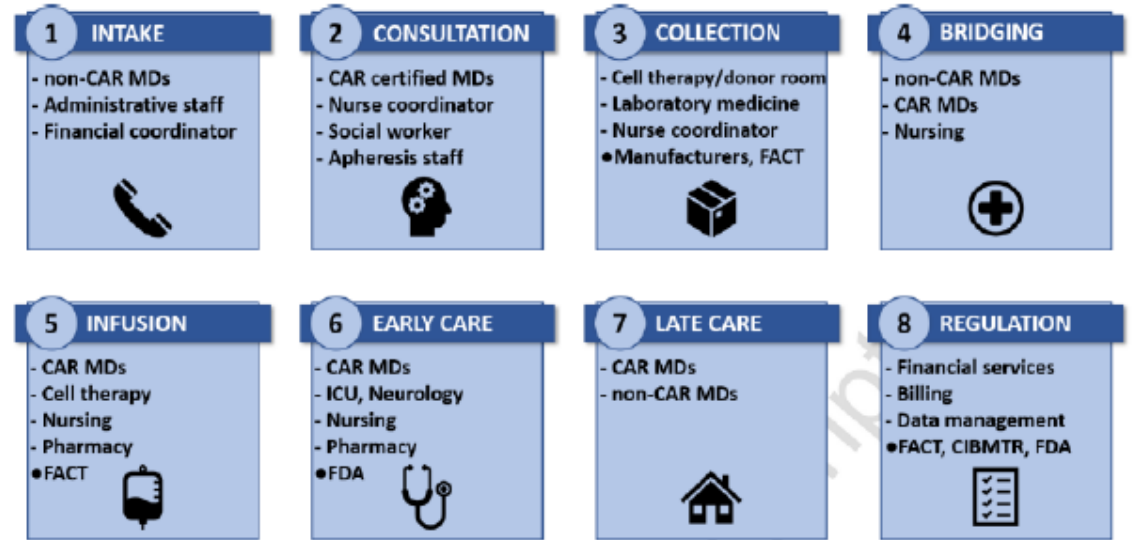 1 INTAKE
- non-CAR MDs
- Administrative staff
- Financial coordinator
2 CONSULTATION
- CAR certified MDs
- Nurse coordinator
- Social worker
- Apheresis staff
3 COLLECTION
- Cell therapy/donor room
- Laboratory medicine
- Nurse coordinator
●Manufacturers, FACT
4 BRIDGING
- non-CAR MDs
- CAR MDs
- Nursing
5 INFUSION
- CAR MDs
- Cell therapy
- Nursing
- Pharmacy
●FACT
6 EARLY CARE
- CAR MDs
- ICU, Neurology
- Nursing
- Pharmacy
●FDA
7 LATE CARE
- CAR MDs
- non-CAR MDs
8 REGULATION
- Financial services
- Billing
- Data management
●FACT, CIBMTR, FDA